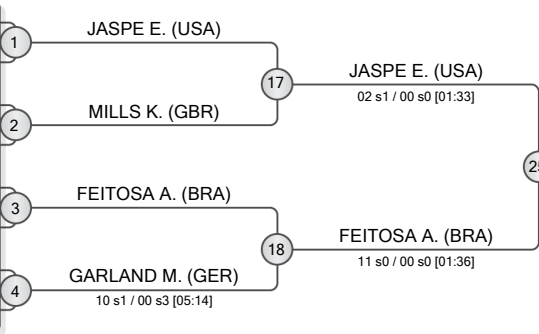 JASPE E. (USA)
1
17
JASPE E. (USA)
02 s1 / 00 s0 [01:33]
MILLS K. (GBR)
2
25
FEITOSA A. (BRA)
3
18
FEITOSA A. (BRA)
11 s0 / 00 s0 [01:36]
GARLAND M. (GER)
4
10 s1 / 00 s3 [05:14]